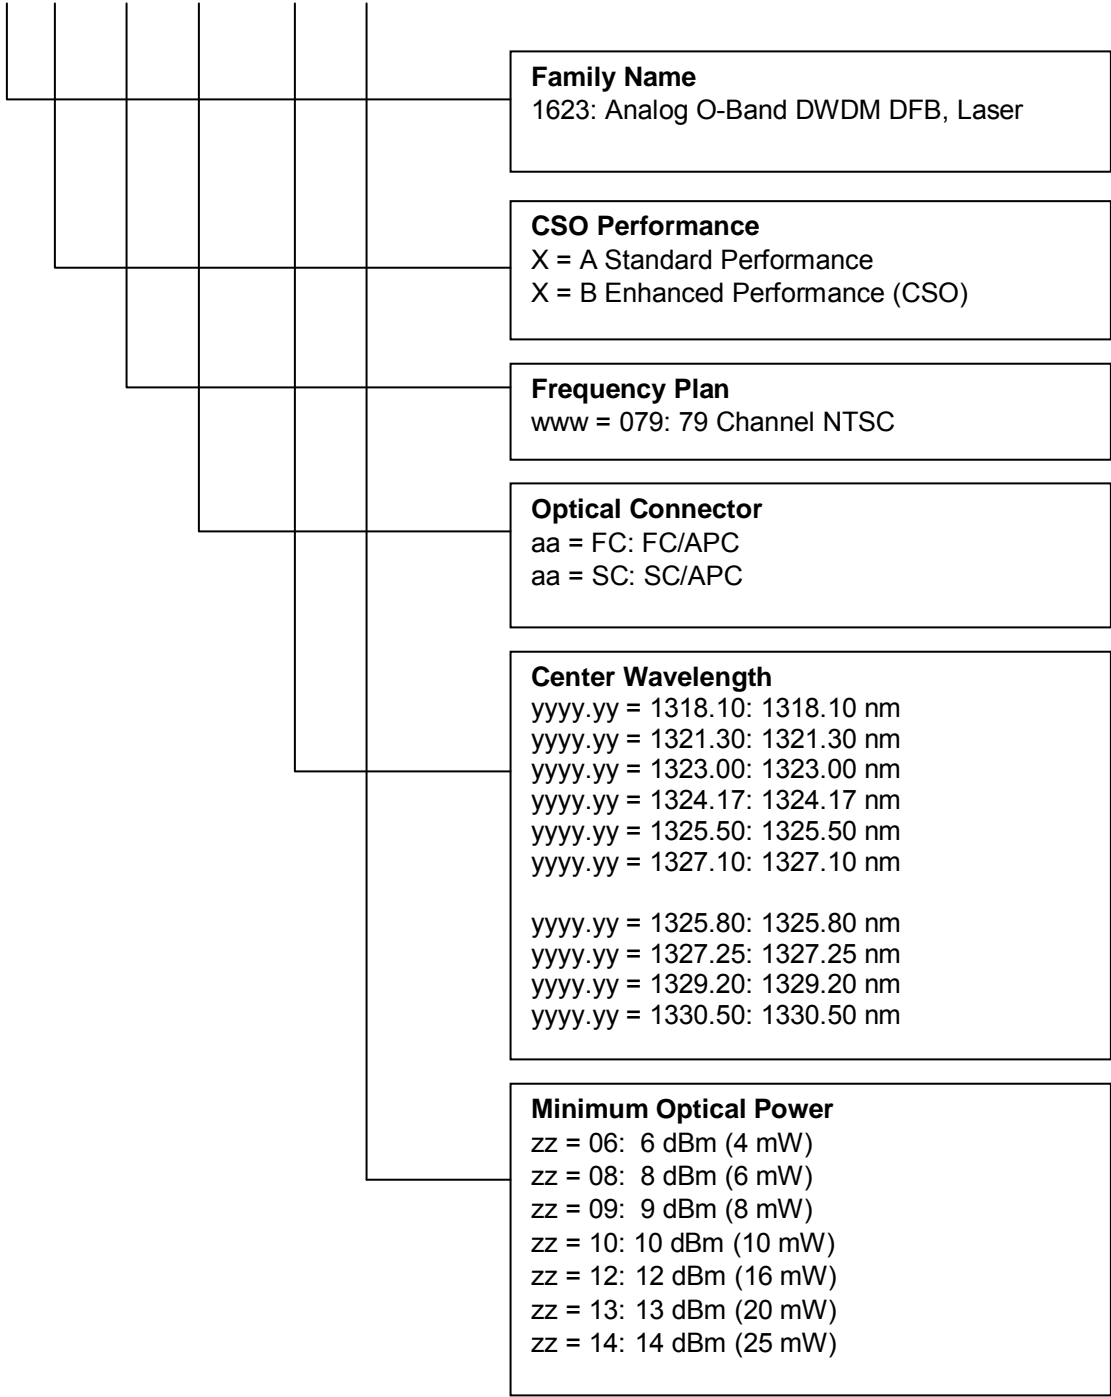 Family Name
1623: Analog O-Band DWDM DFB, Laser
CSO Performance
X = A Standard Performance
X = B Enhanced Performance (CSO)
Frequency Plan
www = 079: 79 Channel NTSC
Optical Connector
aa = FC: FC/APC
aa = SC: SC/APC
Center Wavelength
yyyy.yy = 1318.10: 1318.10 nm
yyyy.yy = 1321.30: 1321.30 nm
yyyy.yy = 1323.00: 1323.00 nm
yyyy.yy = 1324.17: 1324.17 nm
yyyy.yy = 1325.50: 1325.50 nm
yyyy.yy = 1327.10: 1327.10 nm
yyyy.yy = 1325.80: 1325.80 nm
yyyy.yy = 1327.25: 1327.25 nm
yyyy.yy = 1329.20: 1329.20 nm
yyyy.yy = 1330.50: 1330.50 nm
Minimum Optical Power
zz = 06: 6 dBm (4 mW)
zz = 08: 8 dBm (6 mW)
zz = 09: 9 dBm (8 mW)
zz = 10: 10 dBm (10 mW)
zz = 12: 12 dBm (16 mW)
zz = 13: 13 dBm (20 mW)
zz = 14: 14 dBm (25 mW)